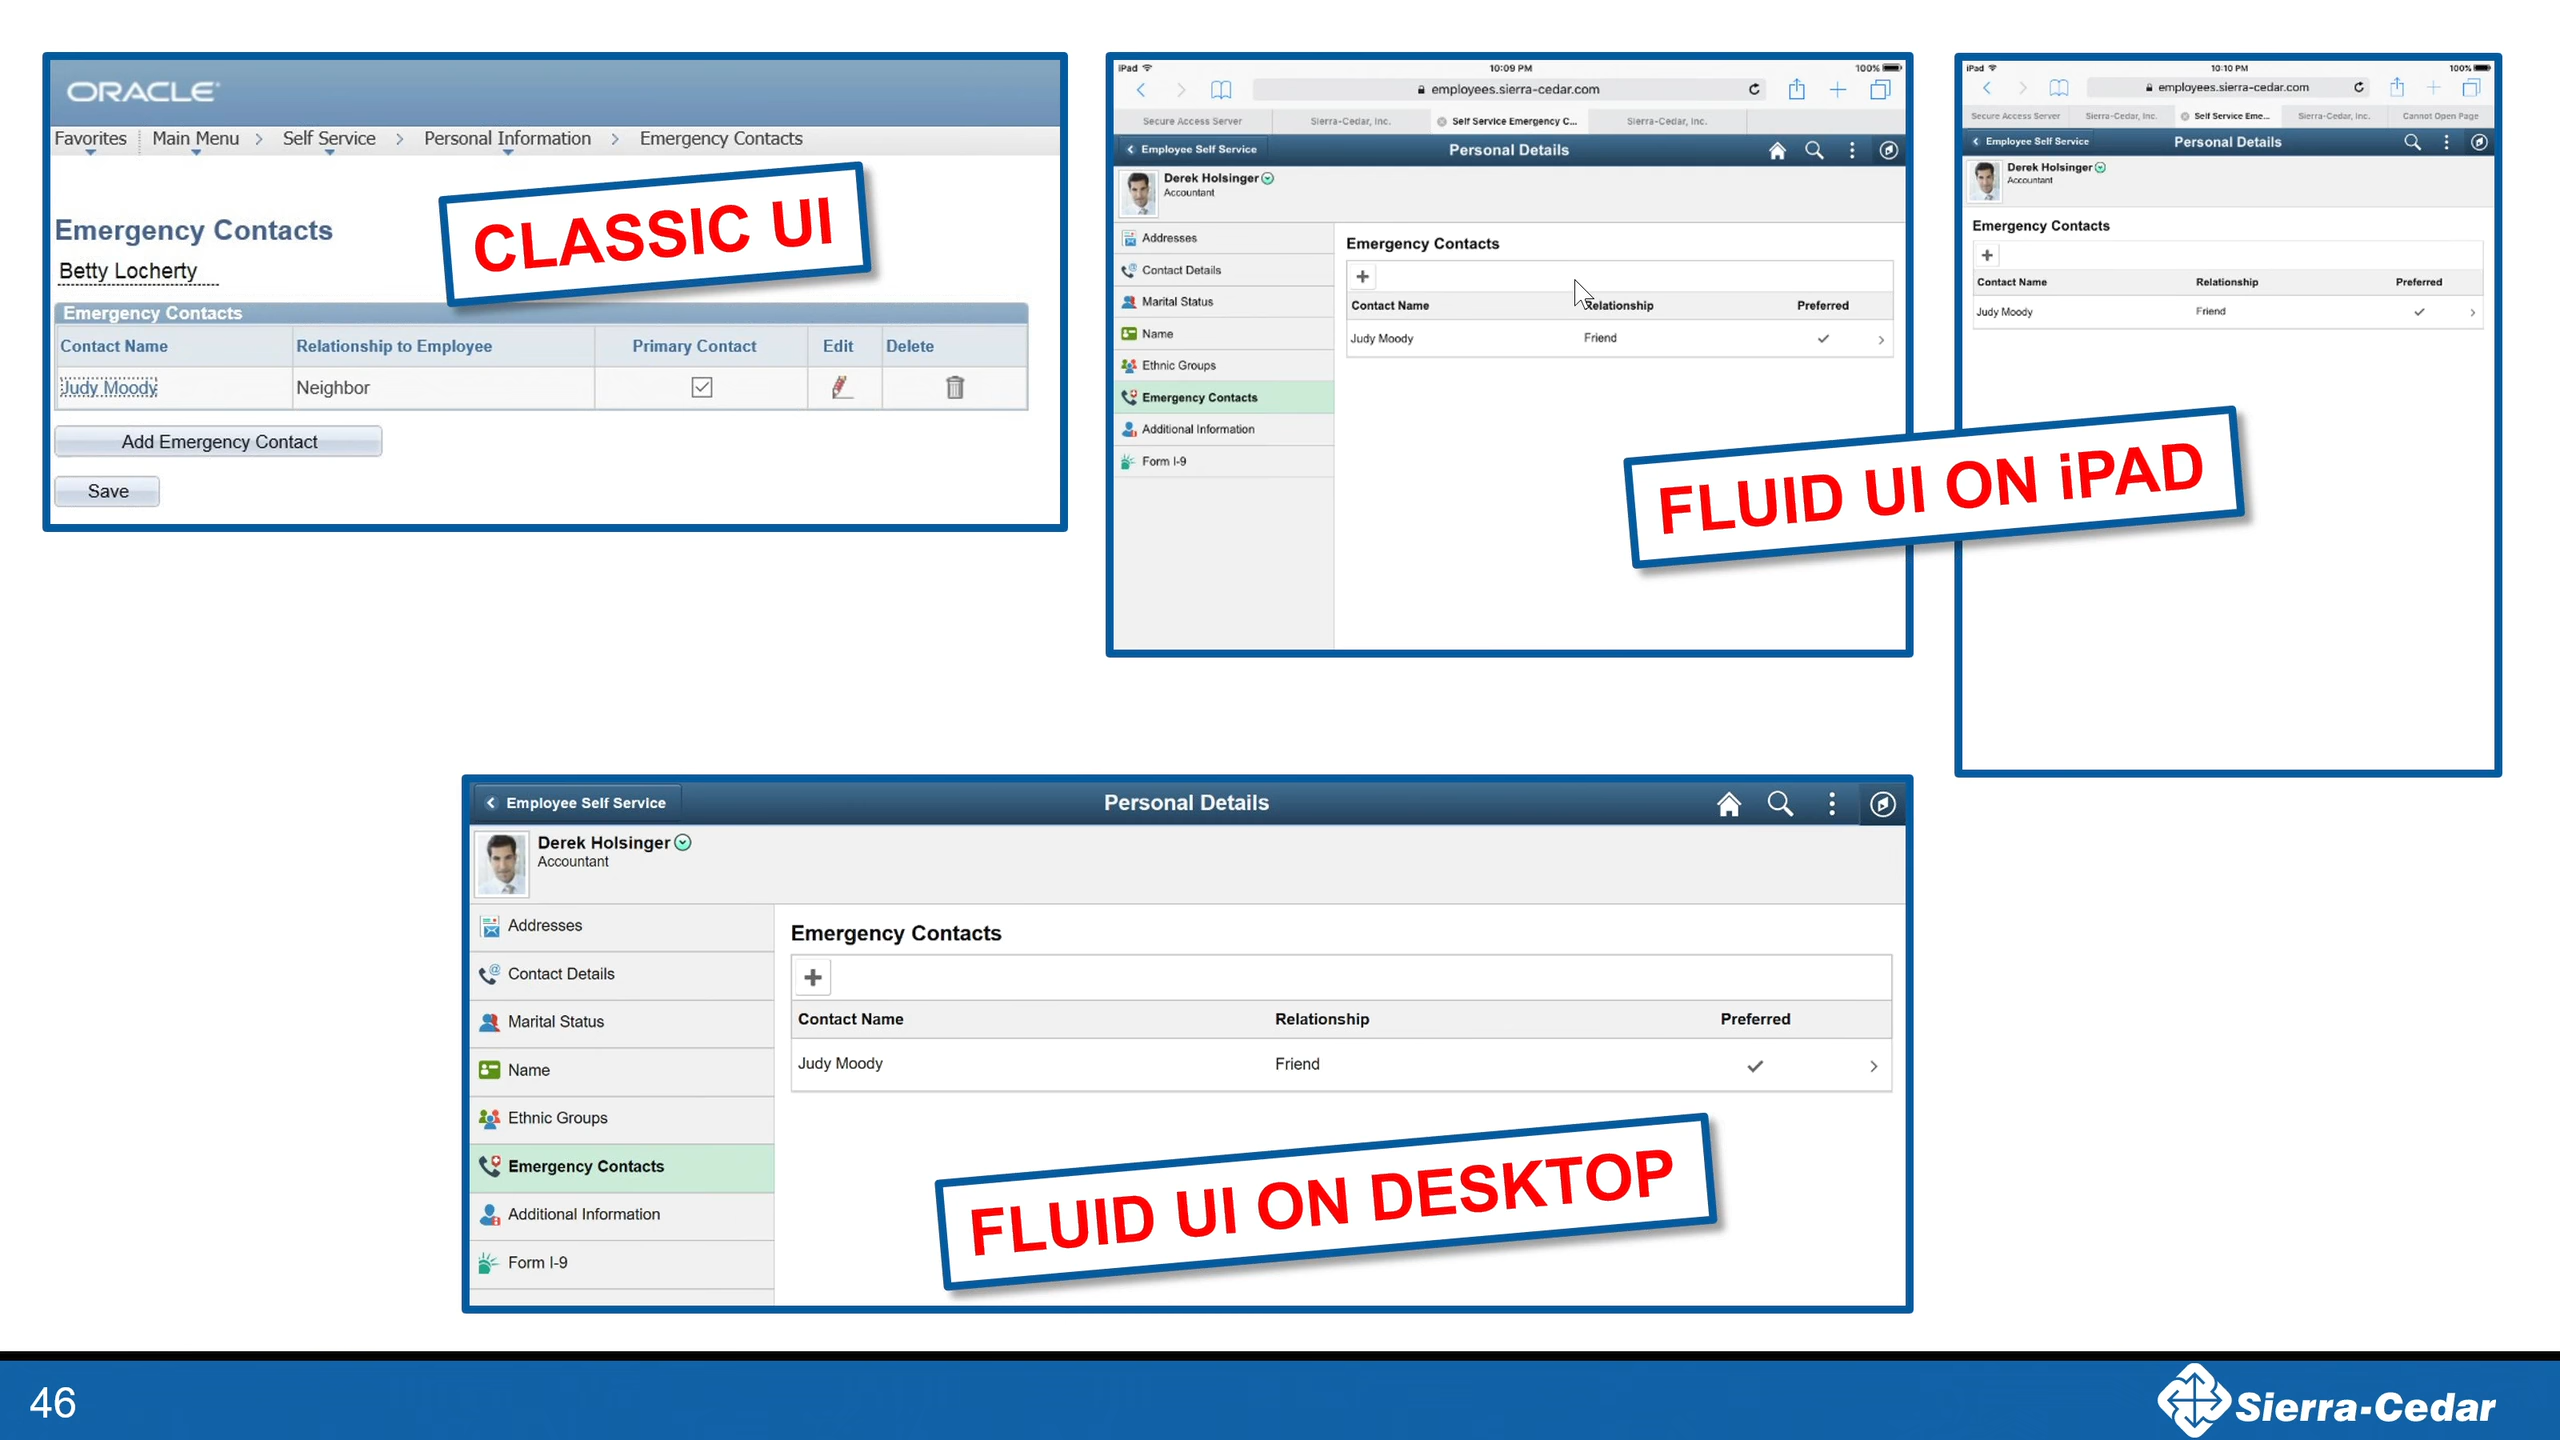 ORACLE
Favorites Main Menu > Self Service > Personal Information > Emergency Contacts
CLASSIC UI
Emergency Contacts
Betty Locherty
Emergency Contacts
Contact Name Relationship to Employee Primary Contact Edit Delete
Judy Moody Neighbor
Add Emergency Contact
Save
iPad 10:09 PM 100%
employees.sierra-cedar.com
Secure Access Server Sierra-Cedar, Inc. Self Service Emergency C... Sierra-Cedar, Inc.
Employee Self Service Personal Details
Derek Holsinger
Accountant
Addresses
Contact Details
Marital Status
Name
Ethnic Groups
Emergency Contacts
Additional Information
Form I-9
Emergency Contacts
+
Contact Name Relationship Preferred
Judy Moody Friend
iPad 10:10 PM 100%
employees.sierra-cedar.com
Secure Access Server Sierra-Cedar, Inc. Self Service Eme... Sierra-Cedar, Inc. Cannot Open Page
Employee Self Service Personal Details
Derek Holsinger
Accountant
Emergency Contacts
+
Contact Name Relationship Preferred
Judy Moody Friend
FLUID UI ON iPAD
Employee Self Service Personal Details
Derek Holsinger
Accountant
Addresses
Contact Details
Marital Status
Name
Ethnic Groups
Emergency Contacts
Additional Information
Form I-9
Emergency Contacts
+
Contact Name Relationship Preferred
Judy Moody Friend
FLUID UI ON DESKTOP
46
Sierra-Cedar